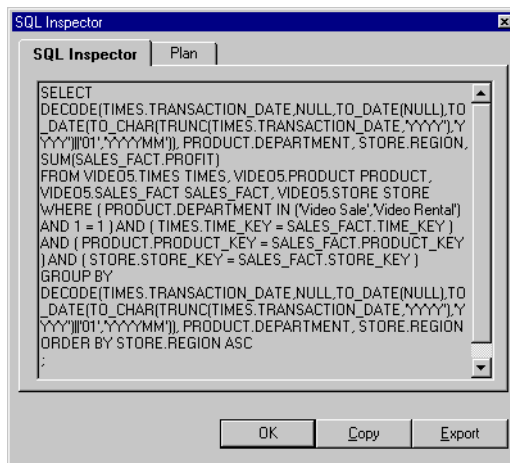 SQL Inspector
SQL Inspector
Plan
SELECT
DECODE(TIMES.TRANSACTION_DATE,NULL,TO_DATE(NULL),TO
_DATE(TO_CHAR(TRUNC(TIMES.TRANSACTION_DATE,'YYYY'),'Y
YYY')||'01','YYYYMM')), PRODUCT.DEPARTMENT, STORE.REGION,
SUM(SALES_FACT.PROFIT)
FROM VIDEO5.TIMES TIMES, VIDEO5.PRODUCT PRODUCT,
VIDEO5.SALES_FACT SALES_FACT, VIDEO5.STORE STORE
WHERE ( PRODUCT.DEPARTMENT IN ('Video Sale','Video Rental')
AND 1 = 1 ) AND ( TIMES.TIME_KEY = SALES_FACT.TIME_KEY )
AND ( PRODUCT.PRODUCT_KEY = SALES_FACT.PRODUCT_KEY
) AND ( STORE.STORE_KEY = SALES_FACT.STORE_KEY )
GROUP BY
DECODE(TIMES.TRANSACTION_DATE,NULL,TO_DATE(NULL),TO
_DATE(TO_CHAR(TRUNC(TIMES.TRANSACTION_DATE,'YYYY'),'Y
YYY')||'01','YYYYMM')), PRODUCT.DEPARTMENT, STORE.REGION
ORDER BY STORE.REGION ASC
;
OK
Copy
Export